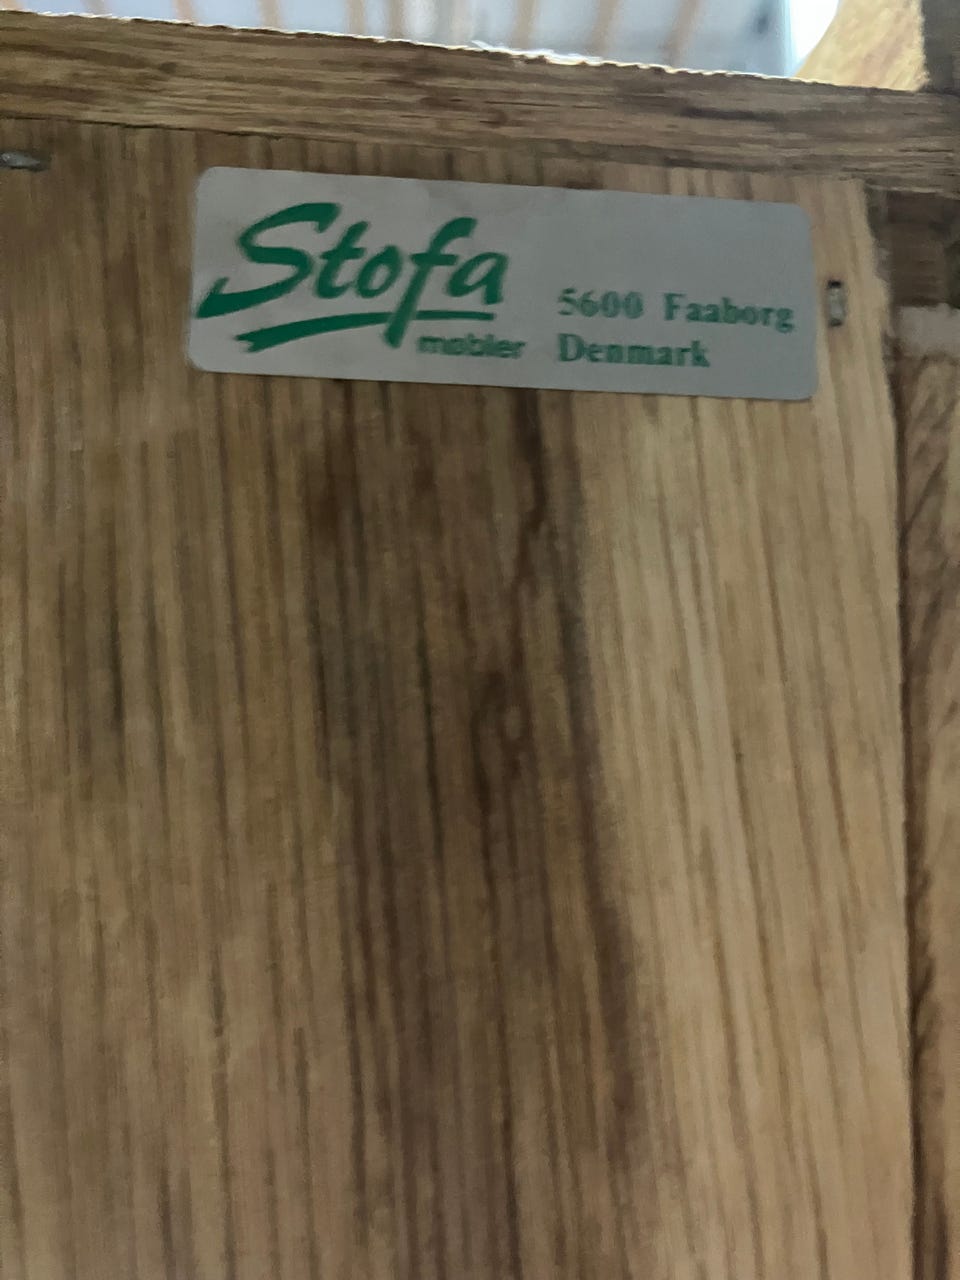 Stofa
møbler
5600 Faaborg
Denmark